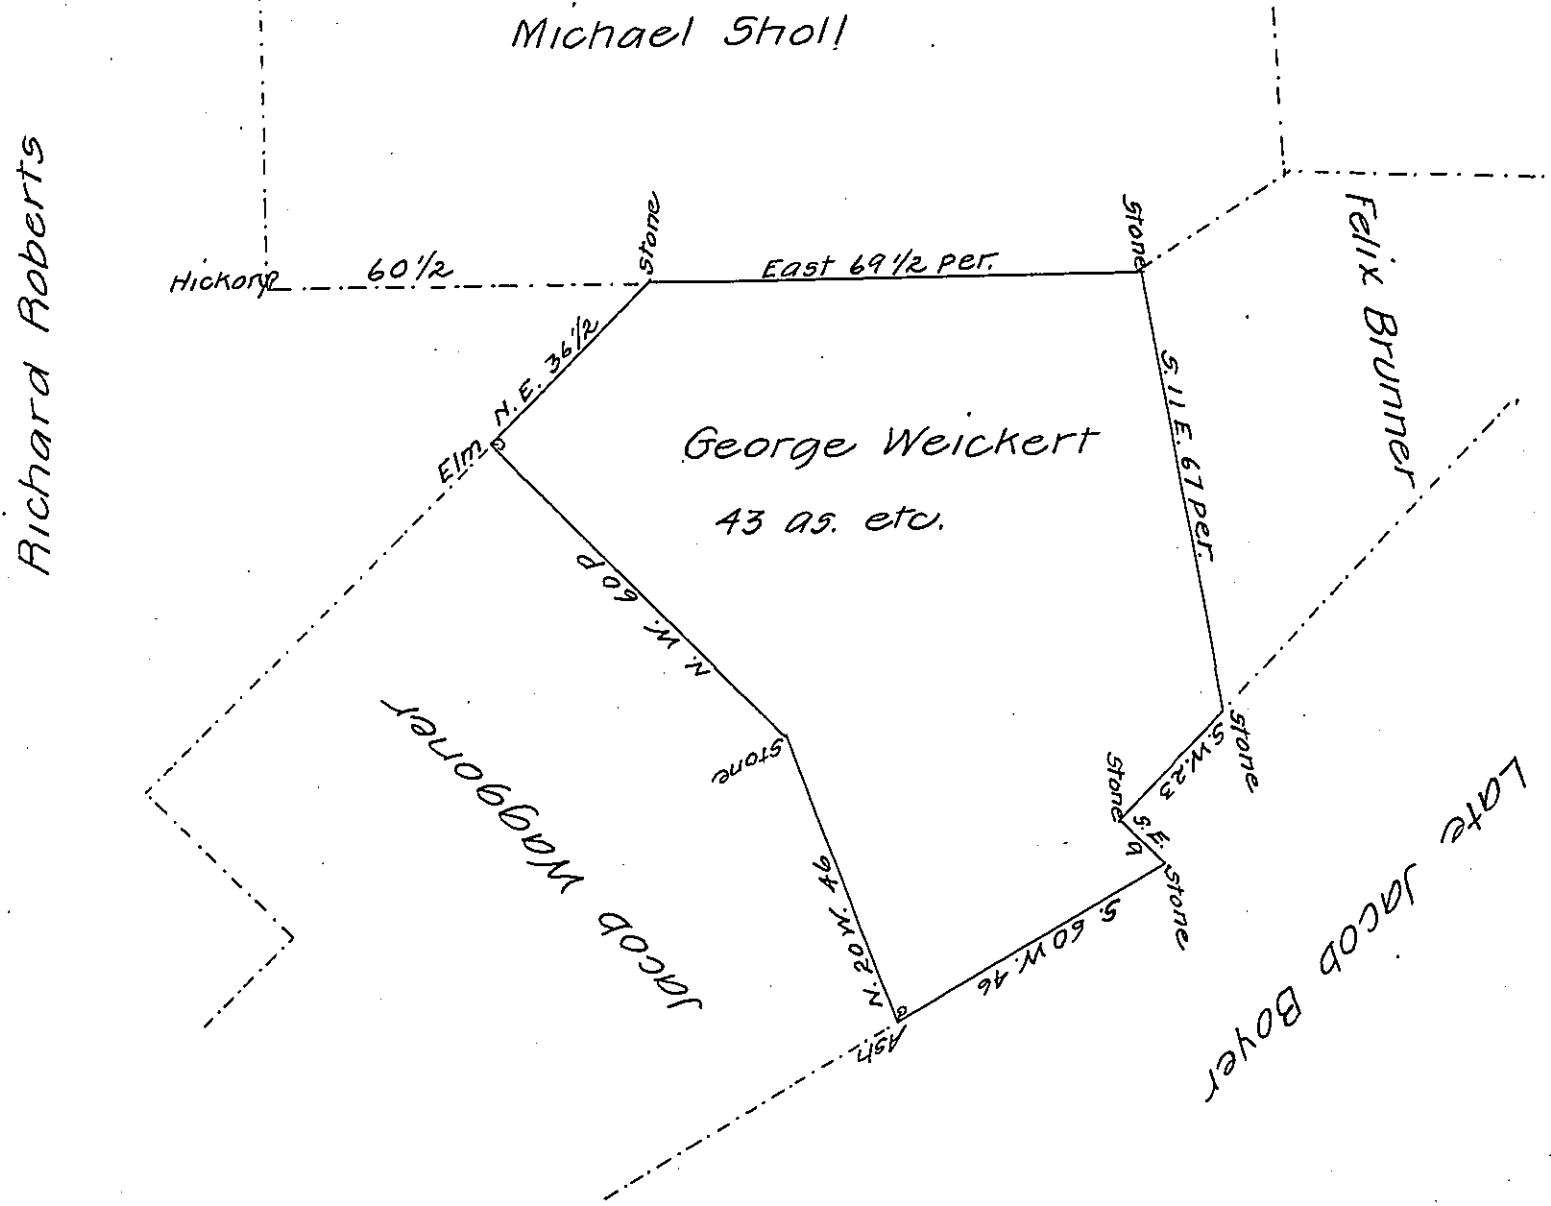 Michael Sholl
Richard Roberts
Hickory
60 1/2
Stone
East 69 1/2 per.
Stone
Felix Brunner
N. E. 36 1/2
Elm
George Weickert
43 as. etc.
S. 11 E. 67 per.
N. W. 60 P
Stone
Jacob Waggoner
Stone
S.W. 23
Stone
S. E.
9
Stone
Late Jacob Boyer
S. 60 W. 46
N. 20 W. 46
Ash